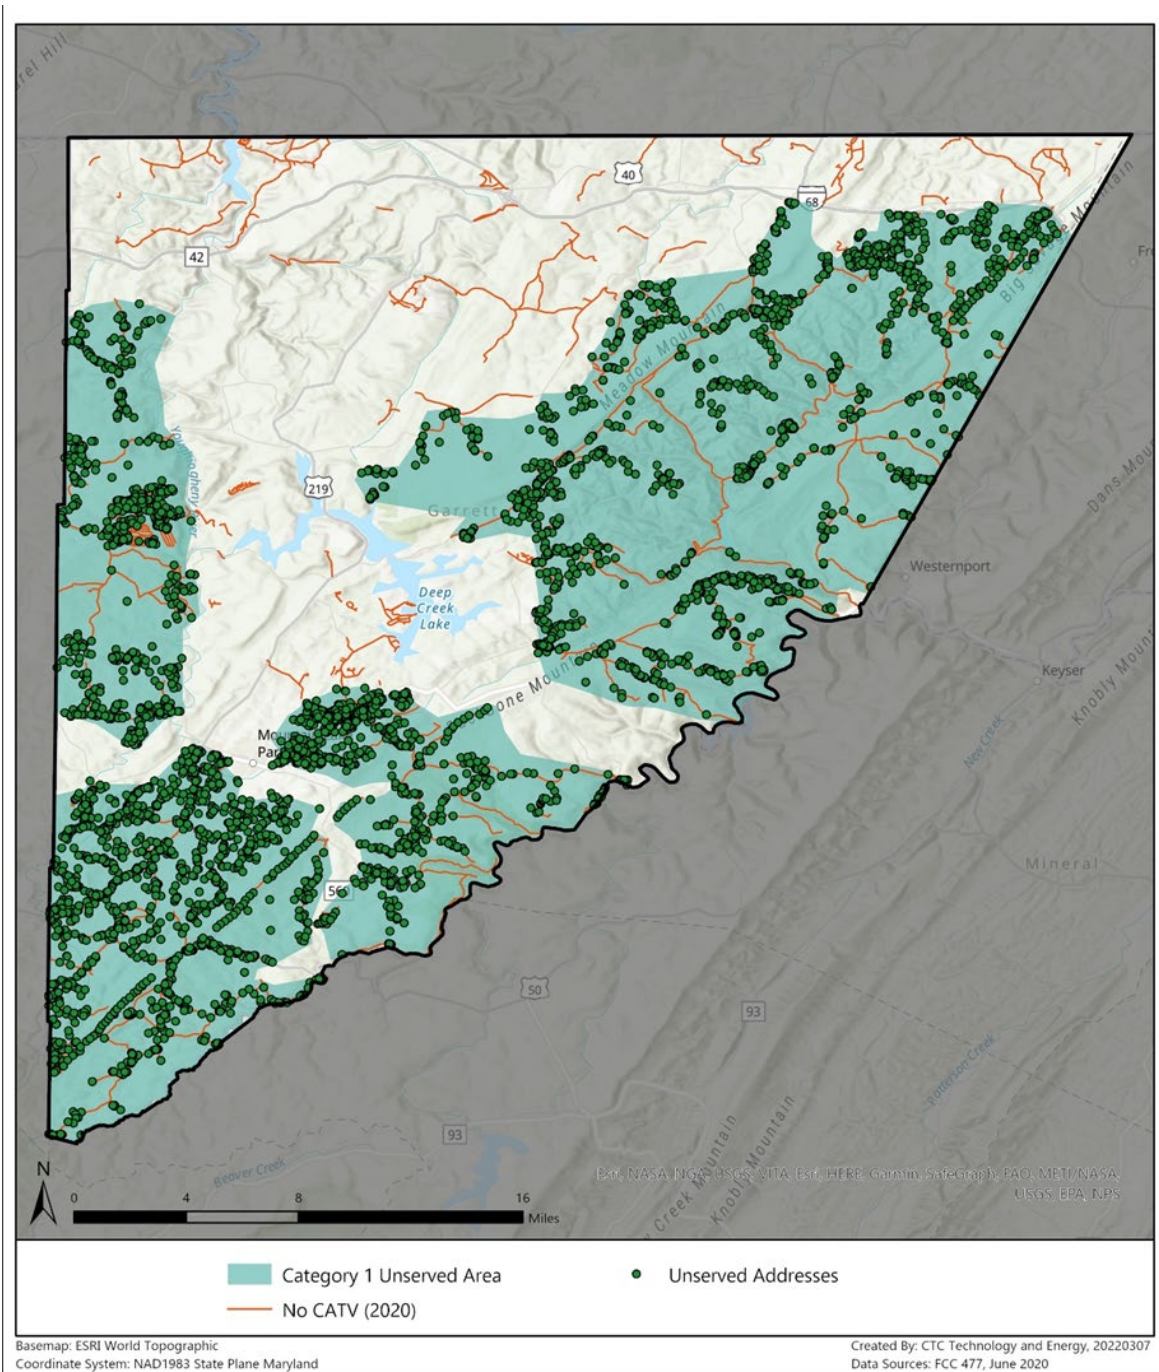 40
68
42
Big Savage Mountain
Meadow Mountain
Dans Mou
Youghiogheny River
219
Garrett
Westernport
Deep
Creek
Lake
Keyser
Knobly Mount
one Mountain
New Creek
Mineral
50
93
Patterson Creek
93
Beaver Creek
Creek Mountain
Knobly Mountain
Esri, NASA, NGA, USGS, VITA, Esri, HERE, Garmin, SafeGraph, FAO, METI/NASA,
USGS, EPA, NPS
N
0 4 8 16
Miles
Category 1 Unserved Area
Unserved Addresses
No CATV (2020)
Basemap: ESRI World Topographic
Coordinate System: NAD1983 State Plane Maryland
Created By: CTC Technology and Energy, 20220307
Data Sources: FCC 477, June 2020